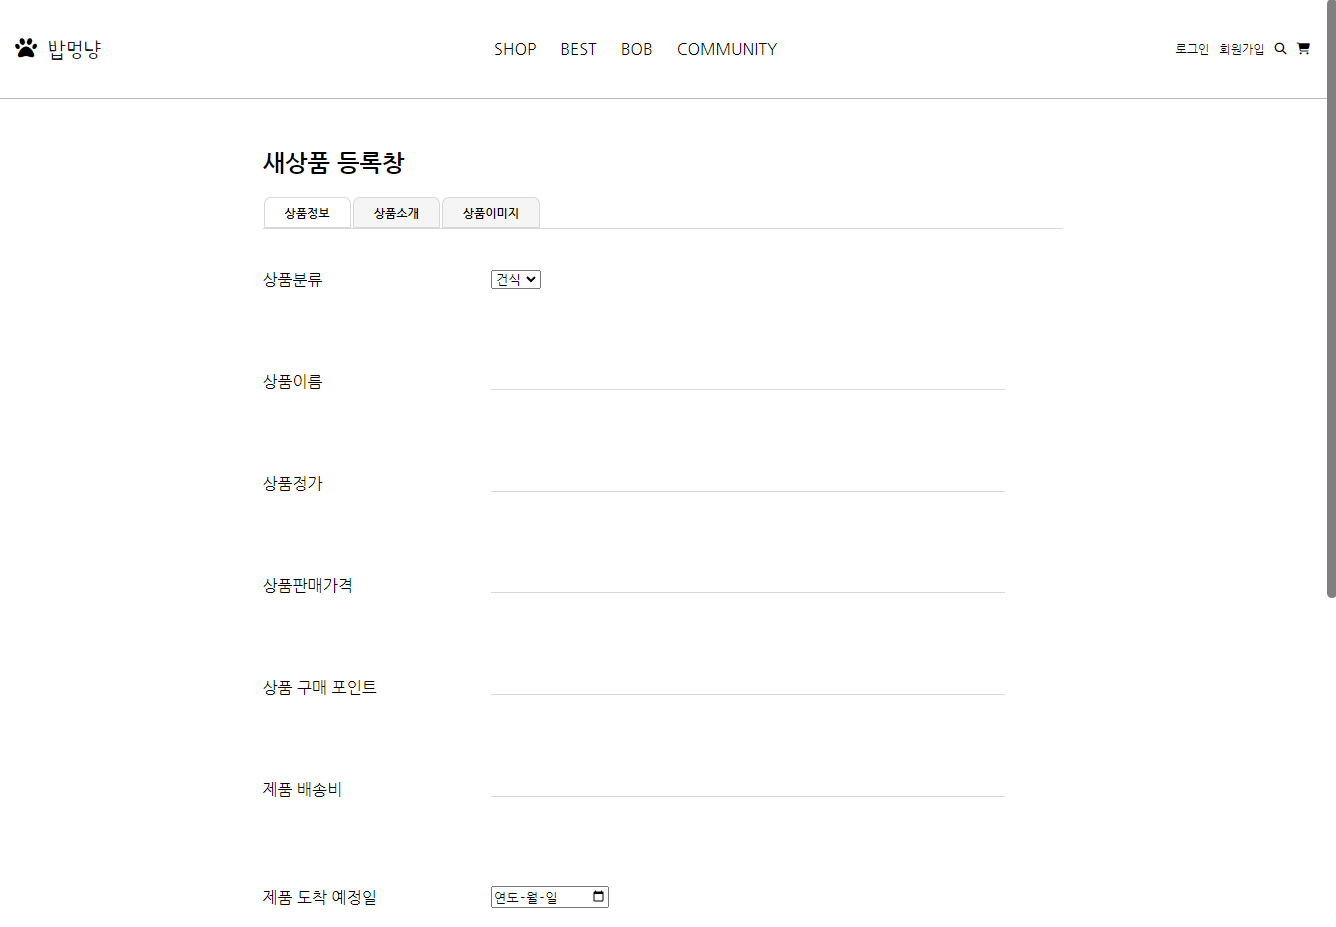 밥멍냥 SHOP BEST BOB COMMUNITY 로그인 회원가입
새상품 등록창
상품정보 상품소개 상품이미지
상품분류 건식
상품이름
상품정가
상품판매가격
상품 구매 포인트
제품 배송비
제품 도착 예정일 연도-월-일